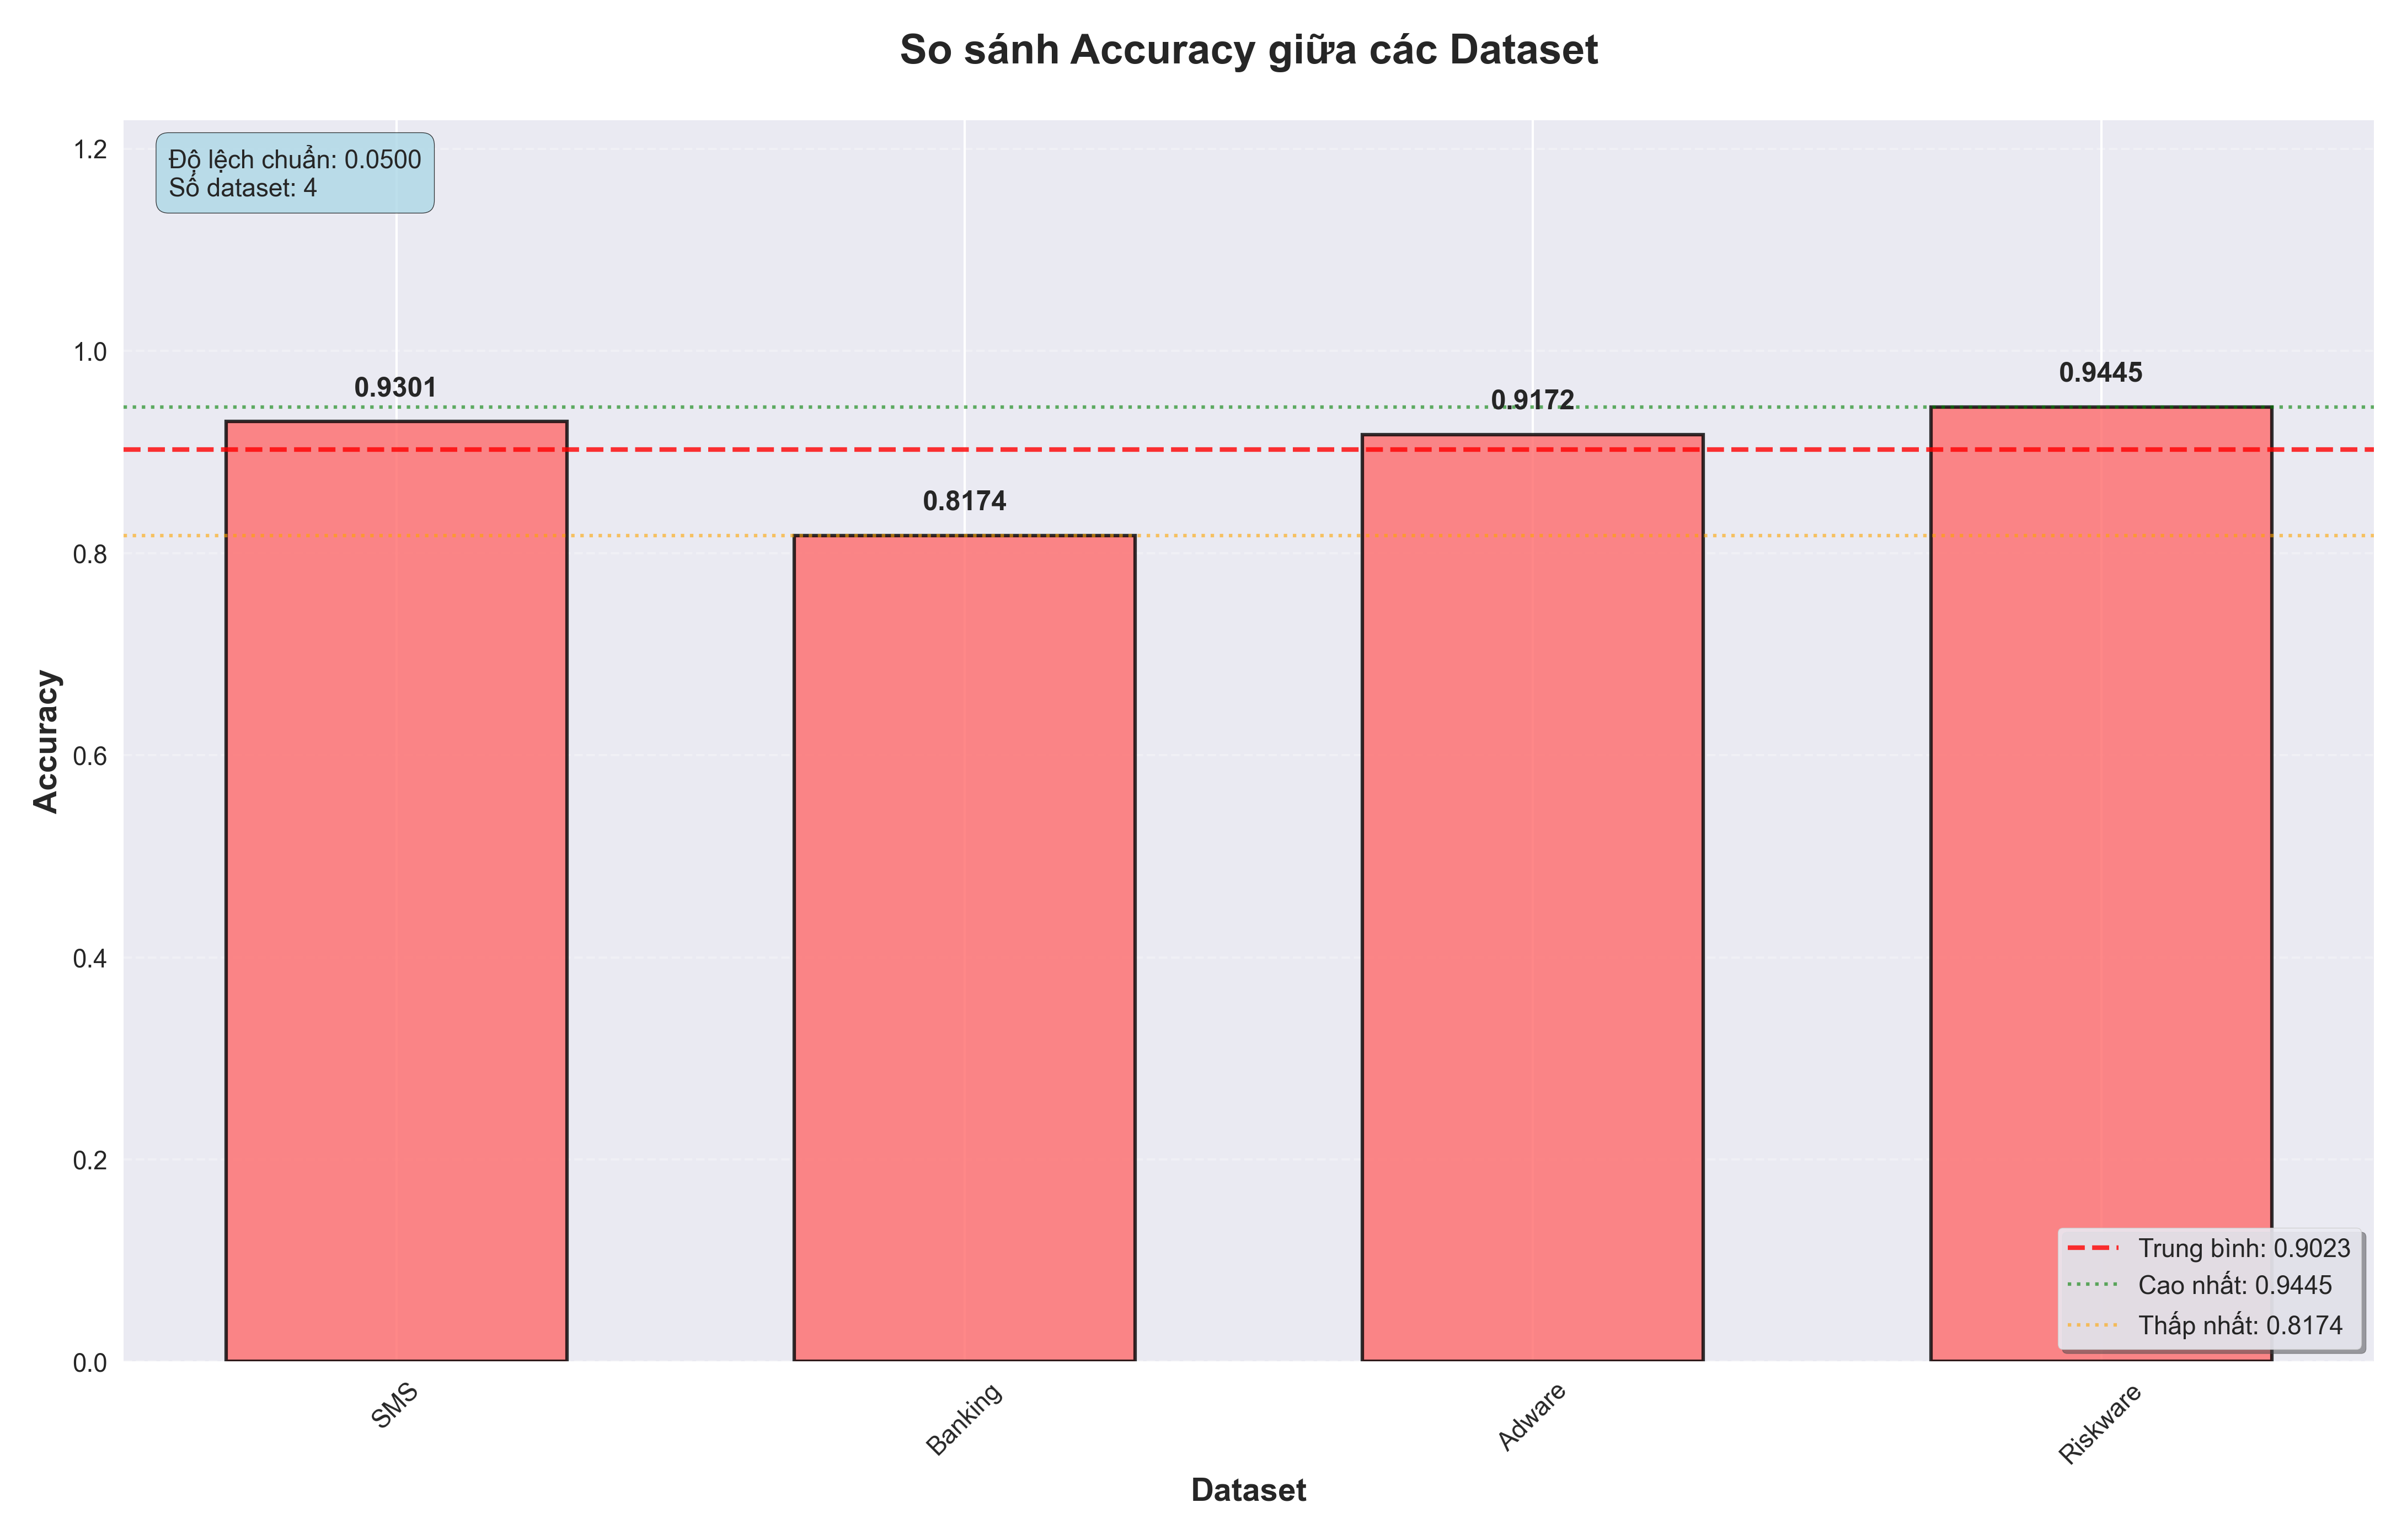 So sánh Accuracy giữa các Dataset
Độ lệch chuẩn: 0.0500
Số dataset: 4
1.2
1.0
0.8
0.6
0.4
0.2
0.0
Accuracy
0.9301
0.8174
0.9172
0.9445
Trung bình: 0.9023
Cao nhất: 0.9445
Thấp nhất: 0.8174
SMS
Banking
Adware
Riskware
Dataset